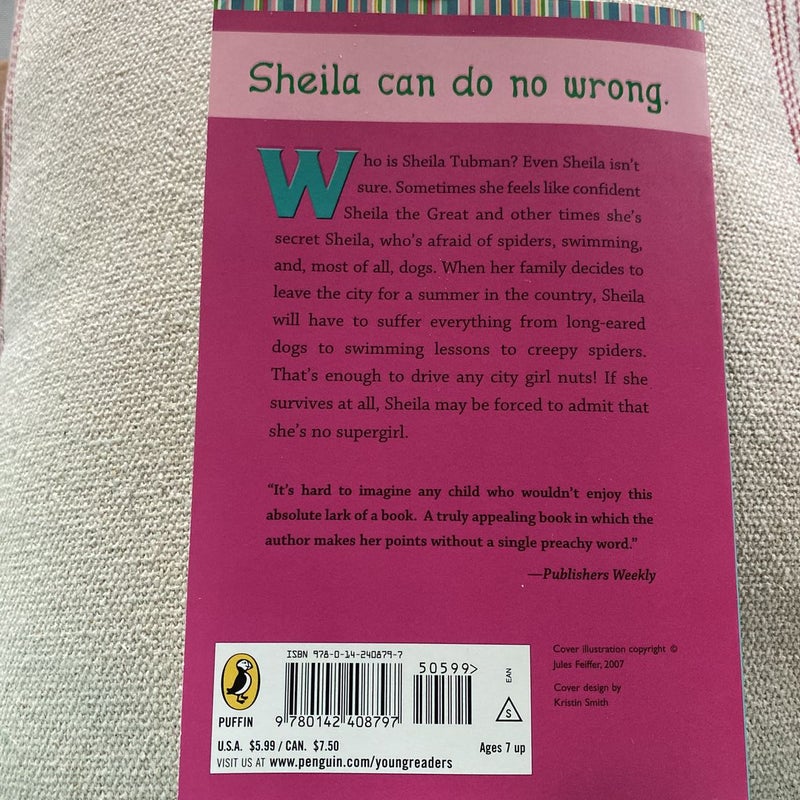 Sheila can do no wrong.
Who is Sheila Tubman? Even Sheila isn't
sure. Sometimes she feels like confident
Sheila the Great and other times she's
secret Sheila, who's afraid of spiders, swimming,
and, most of all, dogs. When her family decides to
leave the city for a summer in the country, Sheila
will have to suffer everything from long-eared
dogs to swimming lessons to creepy spiders.
That's enough to drive any city girl nuts! If she
survives at all, Sheila may be forced to admit that
she's no supergirl.
"It's hard to imagine any child who wouldn't enjoy this
absolute lark of a book. A truly appealing book in which the
author makes her points without a single preachy word."
—Publishers Weekly
Cover illustration copyright ©
Jules Feiffer, 2007
Cover design by
Kristin Smith
ISBN 978-0-14-240879-7
50599>
EAN
S
PUFFIN
9 780142 408797
U.S.A. $5.99 / CAN. $7.50
Ages 7 up
VISIT US AT www.penguin.com/youngreaders